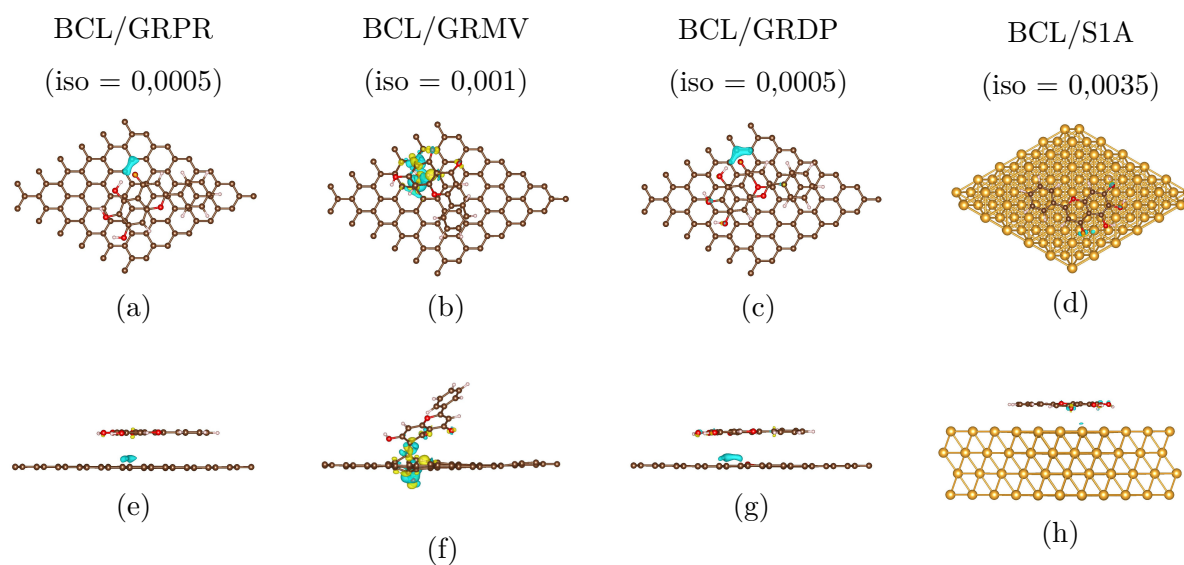 BCL/GRPR
BCL/GRMV
BCL/GRDP
BCL/S1A
(iso = 0,0005)
(iso = 0,001)
(iso = 0,0005)
(iso = 0,0035)
(a)
(b)
(c)
(d)
(e)
(f)
(g)
(h)